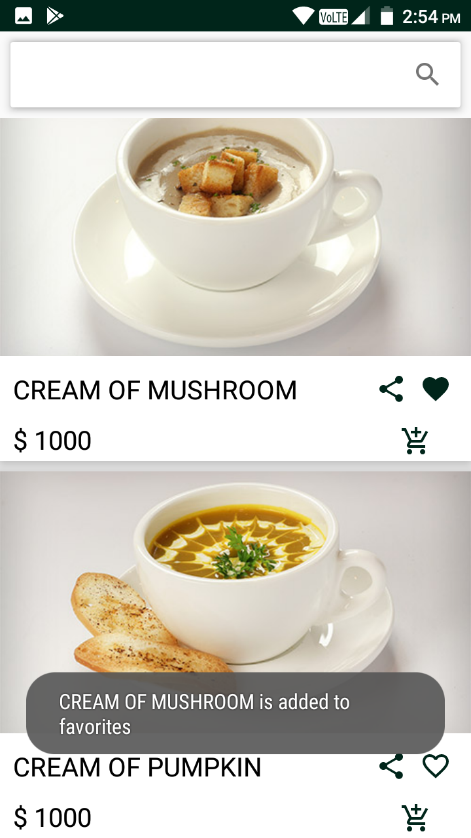 VoLTE 2:54 PM
CREAM OF MUSHROOM
$ 1000
CREAM OF MUSHROOM is added to
favorites
CREAM OF PUMPKIN
$ 1000